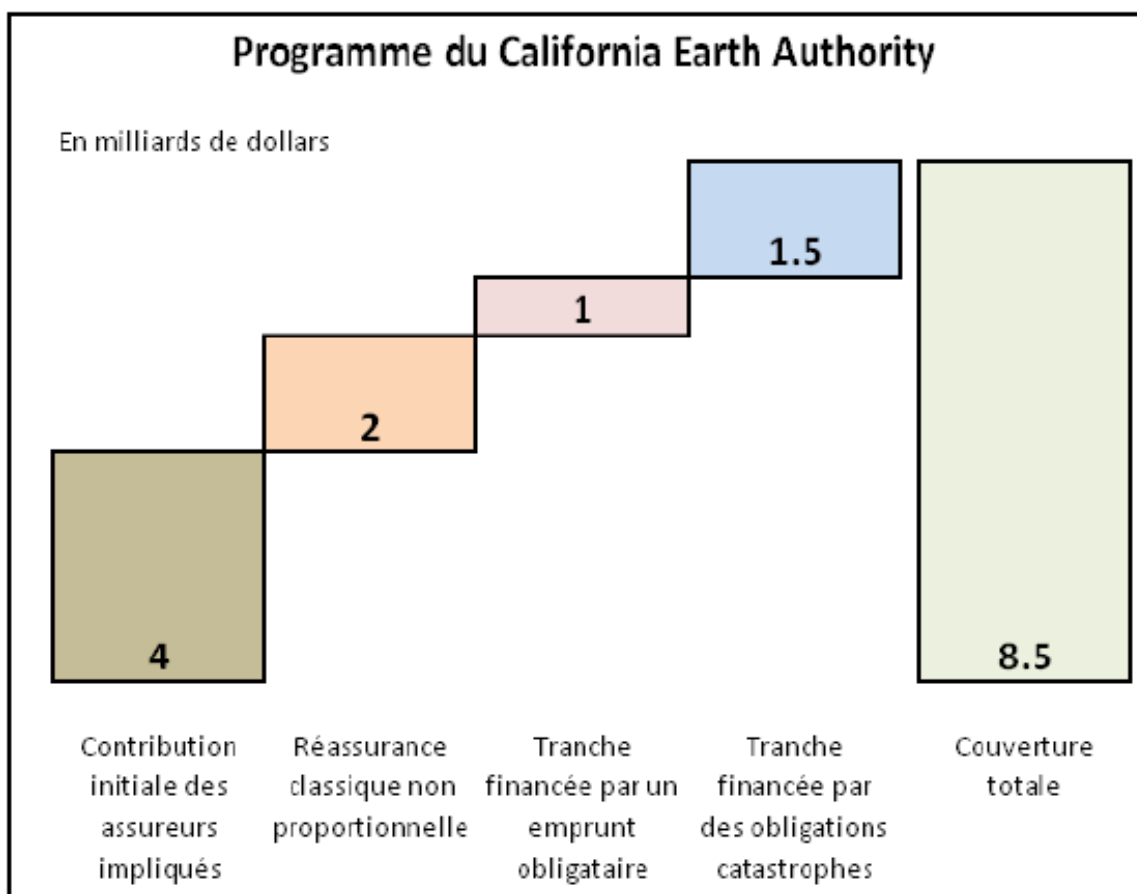 Programme du California Earth Authority
En milliards de dollars
1.5
1
2
4
8.5
Contribution
initiale des
assureurs
impliqués
Réassurance
classique non
proportionnelle
Tranche
financée par un
emprunt
obligataire
Tranche
financée par
des obligations
catastrophes
Couverture
totale